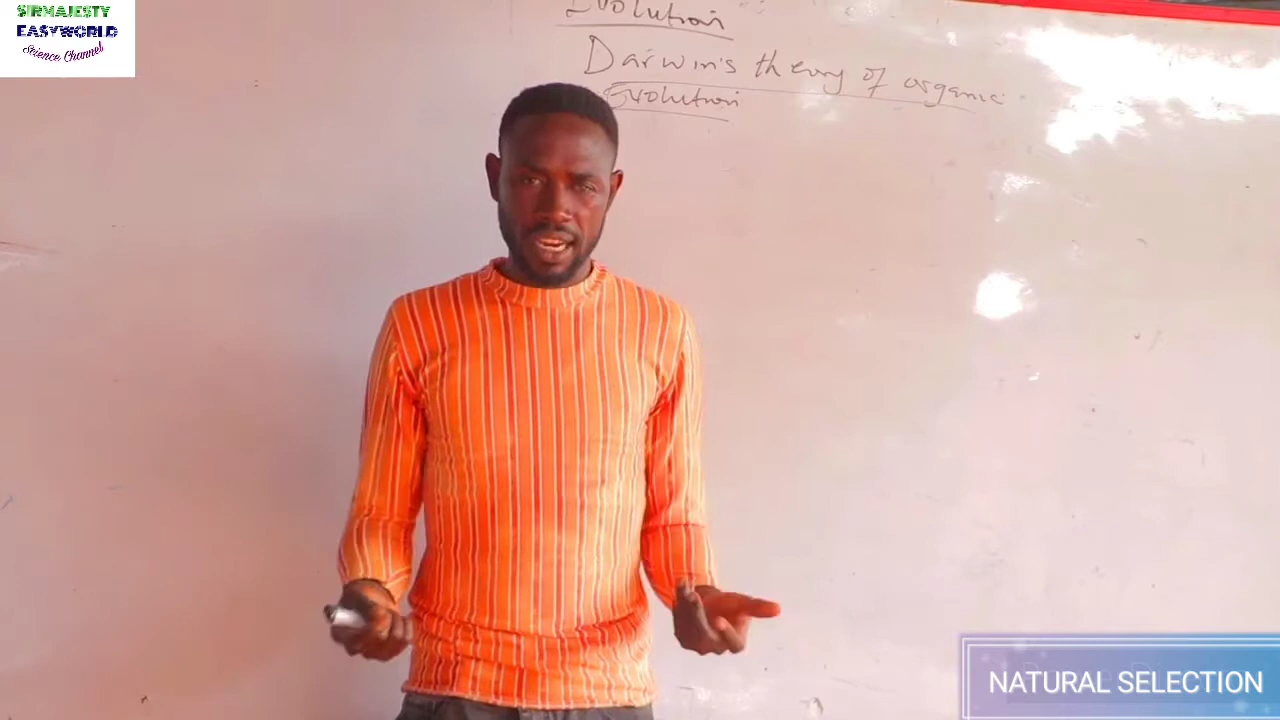 SIRMAJESTY
EASYWORLD
Science Channel
Evolution
Darwin's theory of organic
Evolution
NATURAL SELECTION